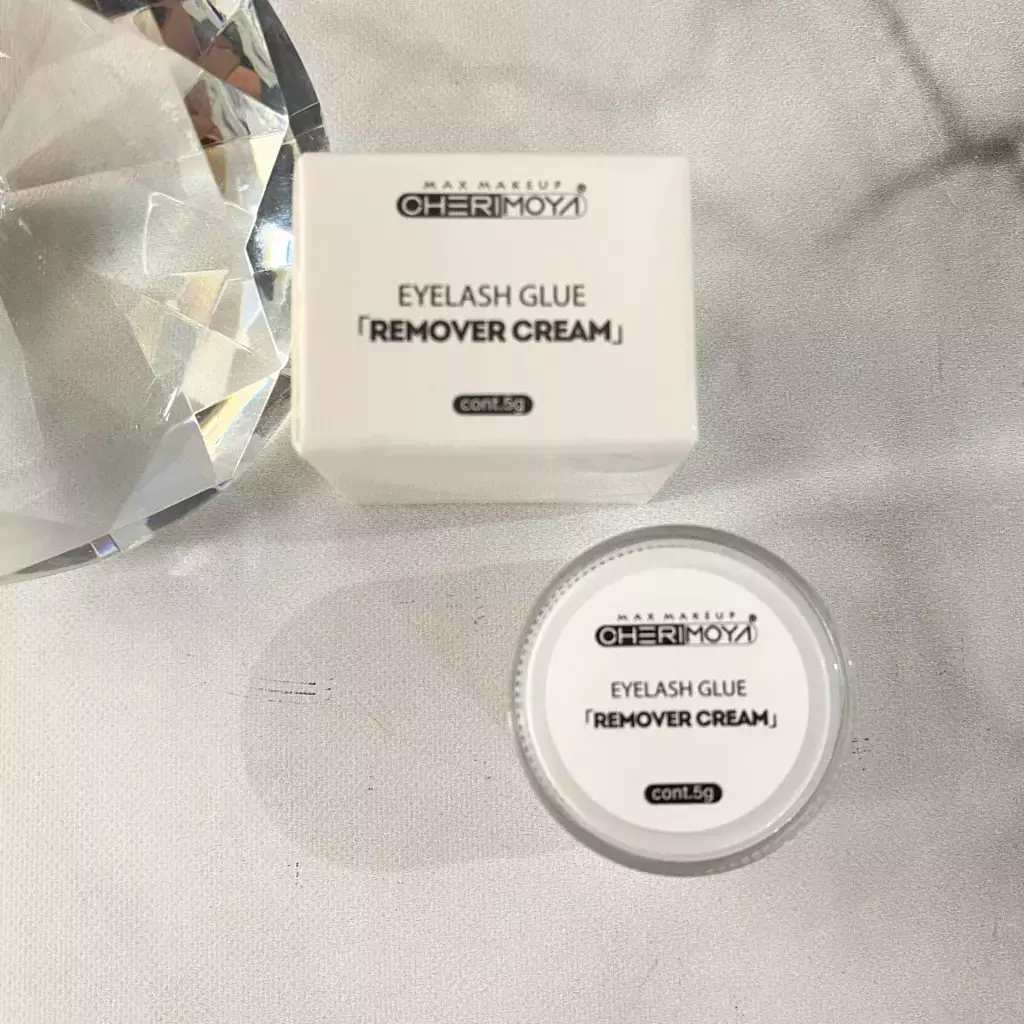 MAX MAKEUP
CHERIMOYA®
EYELASH GLUE
「REMOVER CREAM」
cont.5g
MAX MAKEUP
CHERIMOYA®
EYELASH GLUE
「REMOVER CREAM」
cont.5g